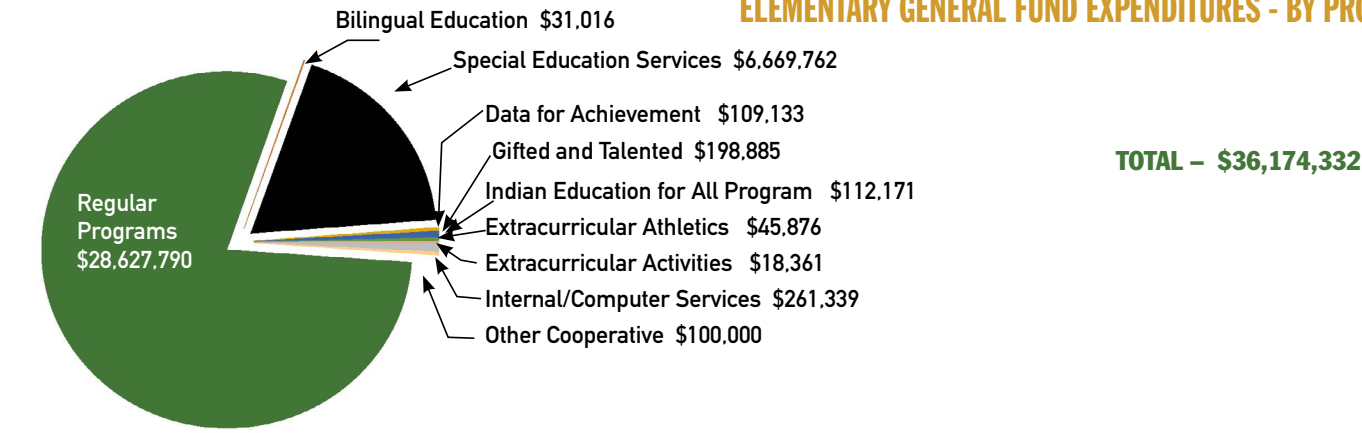 ELEMENTARY GENERAL FUND EXPENDITURES - BY
Bilingual Education $31,016
Special Education Services $6,669,762
Data for Achievement $109,133
Gifted and Talented $198,885
TOTAL – $36,174,332
Indian Education for All Program $112,171
Regular
Programs
$28,627,790
Extracurricular Athletics $45,876
Extracurricular Activities $18,361
Internal/Computer Services $261,339
Other Cooperative $100,000